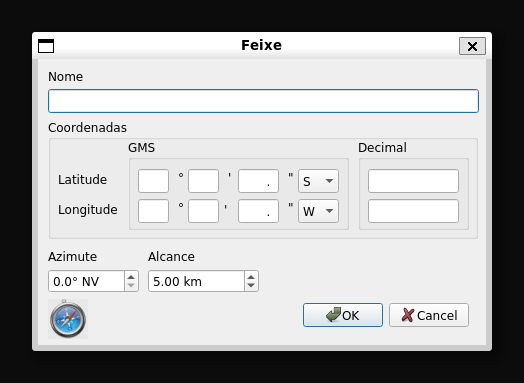 Feixe
Nome
Coordenadas
GMS Decimal
Latitude ° ' . " S
Longitude ° ' . " W
Azimute Alcance
0.0° NV 5.00 km
OK Cancel